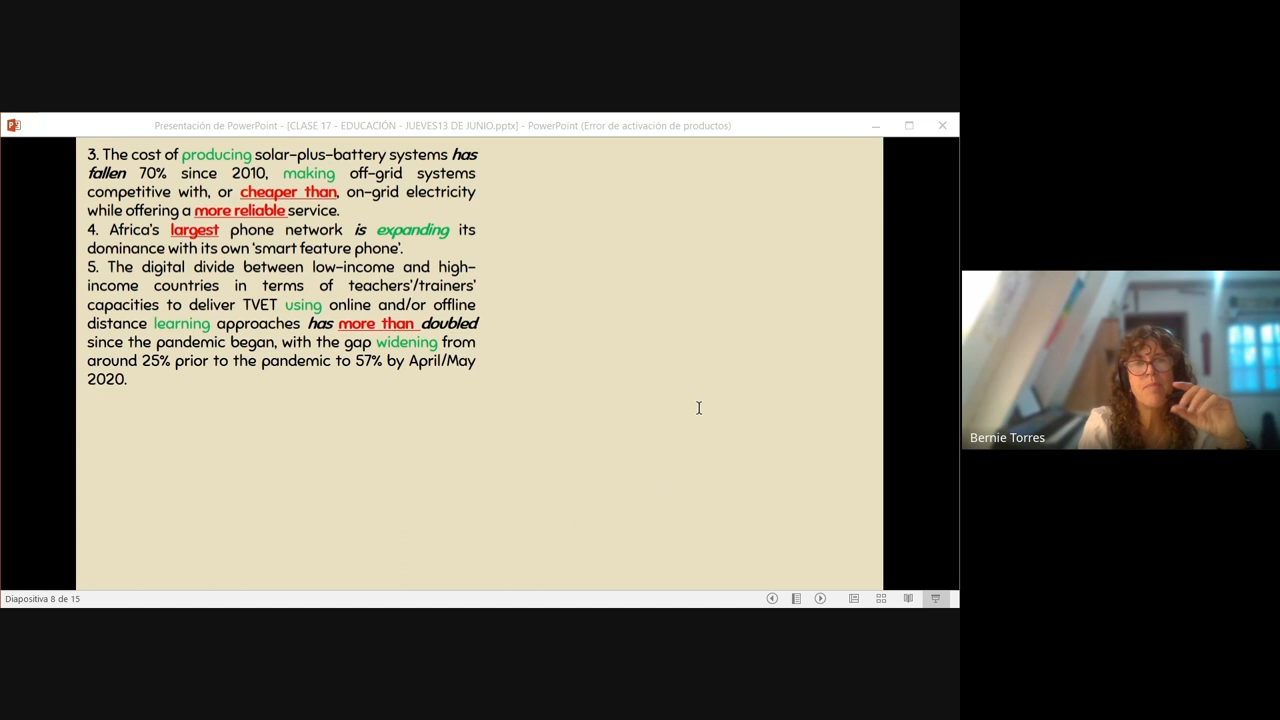 Presentación de PowerPoint - [CLASE 17 - EDUCACIÓN - JUEVES13 DE JUNIO.pptx] - PowerPoint (Error de activación de productos)
3. The cost of producing solar-plus-battery systems has
fallen 70% since 2010, making off-grid systems
competitive with, or cheaper than, on-grid electricity
while offering a more reliable service.
4. Africa's largest phone network is expanding its
dominance with its own 'smart feature phone'.
5. The digital divide between low-income and high-
income countries in terms of teachers'/trainers'
capacities to deliver TVET using online and/or offline
distance learning approaches has more than doubled
since the pandemic began, with the gap widening from
around 25% prior to the pandemic to 57% by April/May
2020.
Bernie Torres
Diapositiva 8 de 15